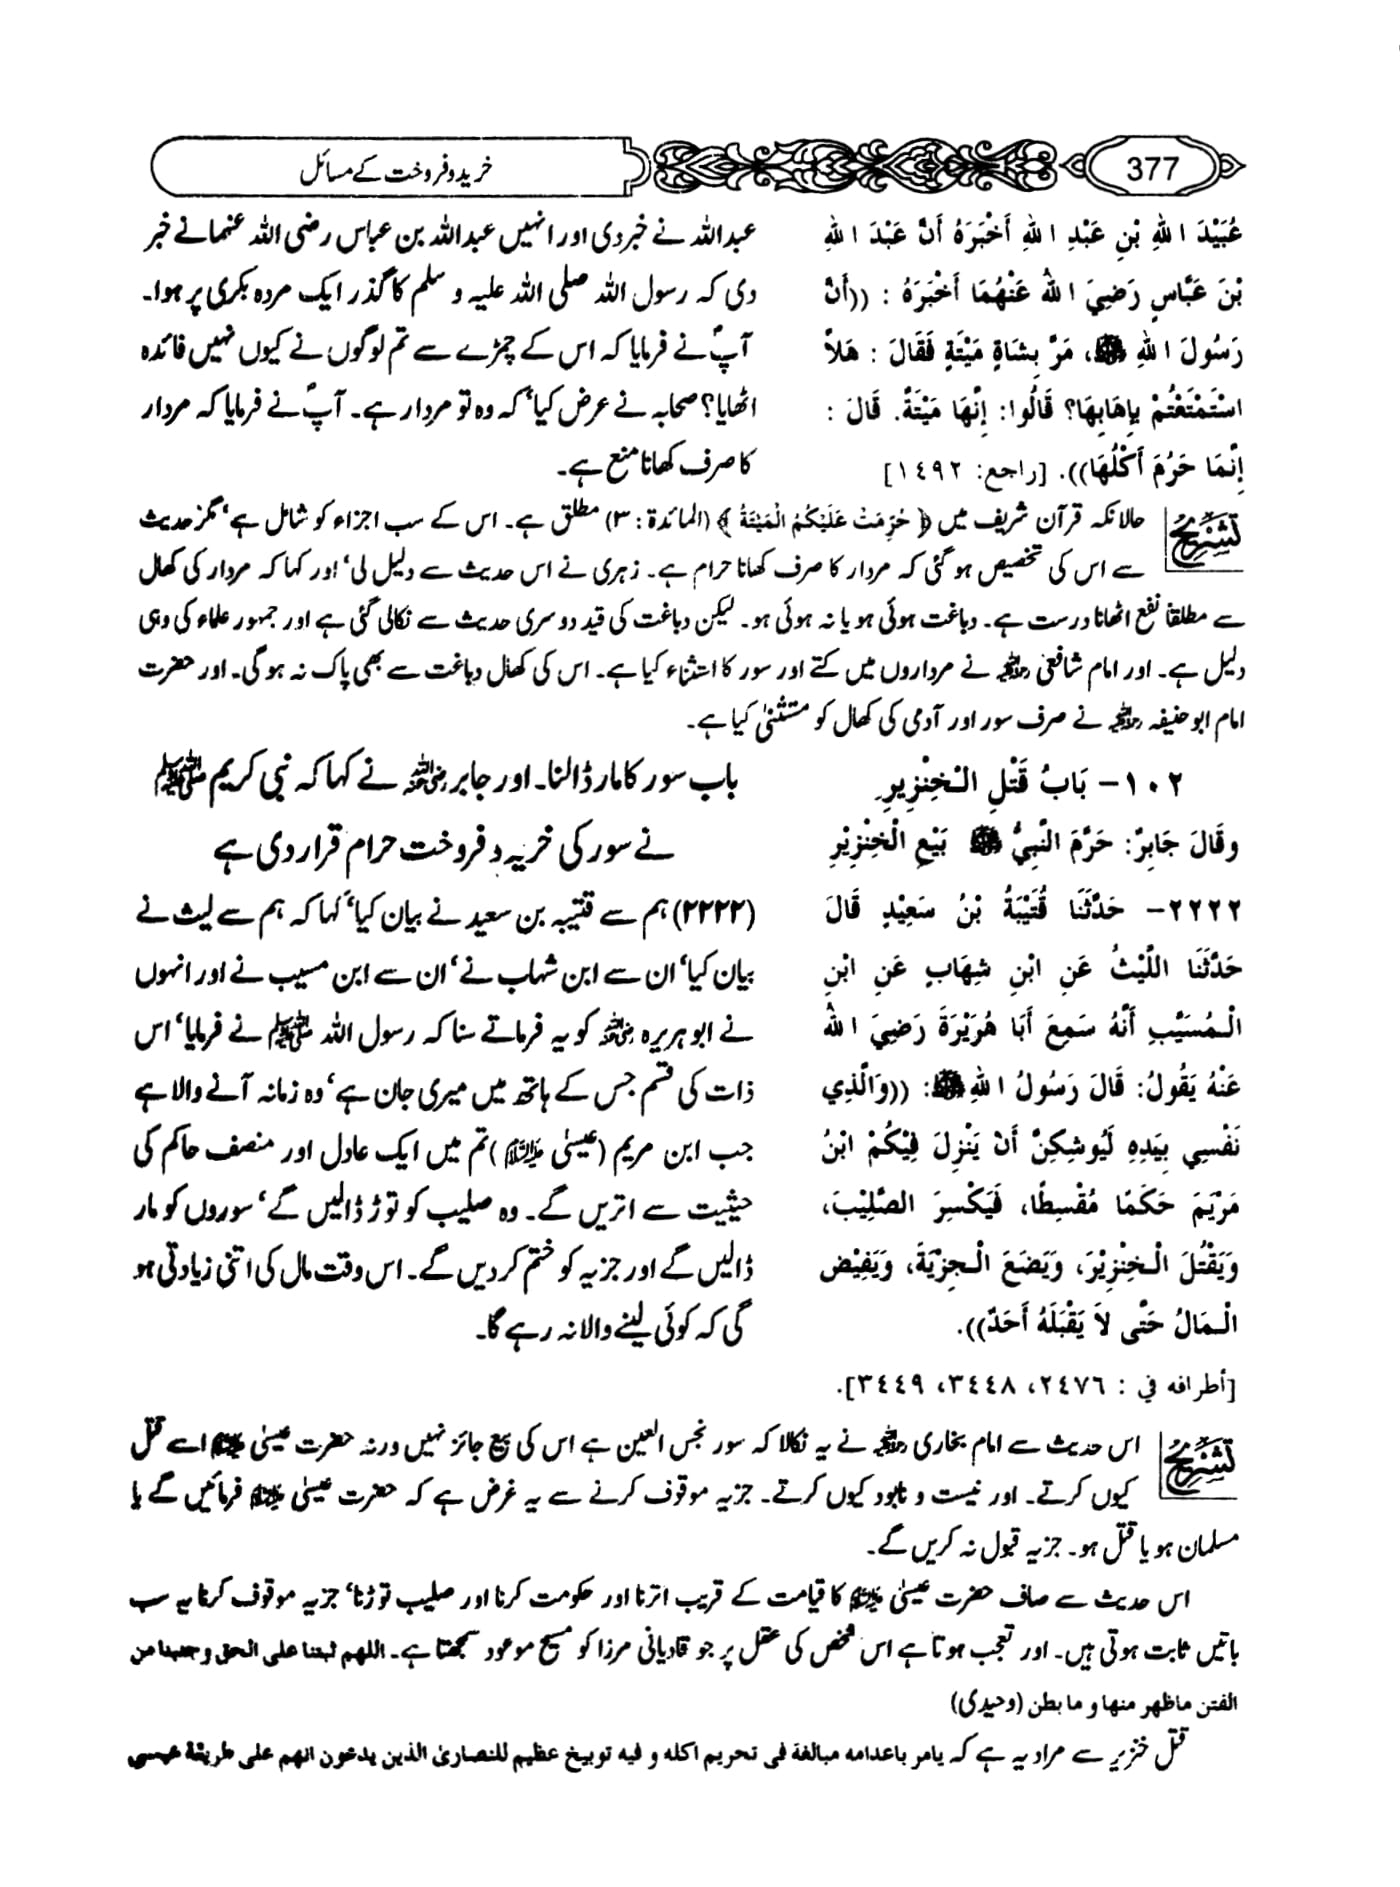 377
خرید و فروخت کے مسائل
عُبَيْدَ اللهِ بْنِ عَبْدِ اللهِ أَخْبَرَهُ أَنَّ عَبْدَ اللهِ
بْنَ عَبَّاسٍ رَضِيَ اللهُ عَنْهُمَا أَخْبَرَهُ : ((أَنَّ
رَسُولَ اللهِ ﷺ، مَرَّ بِشَاةٍ مَيْتَةٍ فَقَالَ : هَلاَّ
اسْتَمْتَعْتُمْ بِإِهَابِهَا؟ قَالُوا: إِنَّهَا مَيْتَةٌ. قَالَ :
إِنَّمَا حَرُمَ أَكْلُهَا)). [راجع: ١٤٩٢]
عبداللہ نے خبر دی اور انہیں عبداللہ بن عباس رضی اللہ عنہما نے خبر
دی کہ رسول اللہ صلی اللہ علیہ و سلم کا گذر ایک مردہ بکری پر ہوا۔
آپؐ نے فرمایا کہ اس کے چمڑے سے تم لوگوں نے کیوں نہیں فائدہ
اٹھایا؟ صحابہ نے عرض کیا‘ کہ وہ تو مردار ہے۔ آپؐ نے فرمایا کہ مردار
کا صرف کھانا منع ہے۔
تشریح حالانکہ قرآن شریف میں ﴿ حُرِّمَتْ عَلَيْكُمُ الْمَيْتَةُ ﴾ (المائدۃ : ۳) مطلق ہے۔ اس کے سب اجزاء کو شامل ہے‘ مگر حدیث
سے اس کی تخصیص ہو گئی کہ مردار کا صرف کھانا حرام ہے۔ زہری نے اس حدیث سے دلیل لی‘ اور کہا کہ مردار کی کھال
سے مطلقاً نفع اٹھانا درست ہے۔ دباغت ہوئی ہو یا نہ ہوئی ہو۔ لیکن دباغت کی قید دوسری حدیث سے نکالی گئی ہے اور جمہور علماء کی وہی
دلیل ہے۔ اور امام شافعی رحمہ اللہ نے مرداروں میں کتے اور سور کا استثناء کیا ہے۔ اس کی کھال دباغت سے بھی پاک نہ ہوگی۔ اور حضرت
امام ابو حنیفہ رحمہ اللہ نے صرف سور اور آدمی کی کھال کو مستثنیٰ کیا ہے۔
١٠٢- بَابُ قَتْلِ الْخِنْزِيرِ
وَقَالَ جَابِرٌ: حَرَّمَ النَّبِيُّ ﷺ بَيْعَ الْخِنْزِيْرِ
باب سور کا مار ڈالنا۔ اور جابر رضی اللہ عنہ نے کہا کہ نبی کریم ﷺ
نے سور کی خرید و فروخت حرام قرار دی ہے
٢٢٢٢- حَدَّثَنَا قُتَيْبَةُ بْنُ سَعِيْدٍ قَالَ
حَدَّثَنَا اللَّيْثُ عَنِ ابْنِ شِهَابٍ عَنِ ابْنِ
الْمُسَيَّبِ أَنَّهُ سَمِعَ أَبَا هُرَيْرَةَ رَضِيَ اللهُ
عَنْهُ يَقُولُ: قَالَ رَسُولُ اللهِ ﷺ: ((وَالَّذِي
نَفْسِي بِيَدِهِ لَيُوشِكَنَّ أَنْ يَنْزِلَ فِيْكُمْ ابْنُ
مَرْيَمَ حَكَمًا مُقْسِطًا، فَيَكْسِرَ الصَّلِيْبَ،
وَيَقْتُلَ الْخِنْزِيْرَ، وَيَضَعَ الْجِزْيَةَ، وَيَفِيْضَ
الْمَالُ حَتَّى لاَ يَقْبَلَهُ أَحَدٌ)).
[أطرافه في : ٢٤٧٦، ٣٤٤٨، ٣٤٤٩].
(۲۲۲۲) ہم سے قتیبہ بن سعید نے بیان کیا‘ کہا کہ ہم سے لیث نے
بیان کیا‘ ان سے ابن شہاب نے‘ ان سے ابن مسیب نے اور انہوں
نے ابو ہریرہ رضی اللہ عنہ کو یہ فرماتے سنا کہ رسول اللہ ﷺ نے فرمایا‘ اس
ذات کی قسم جس کے ہاتھ میں میری جان ہے‘ وہ زمانہ آنے والا ہے
جب ابن مریم (عیسیٰ علیہ السلام) تم میں ایک عادل اور منصف حاکم کی
حیثیت سے اتریں گے۔ وہ صلیب کو توڑ ڈالیں گے‘ سوروں کو مار
ڈالیں گے اور جزیہ کو ختم کر دیں گے۔ اس وقت مال کی اتنی زیادتی ہو
گی کہ کوئی لینے والا نہ رہے گا۔
تشریح اس حدیث سے امام بخاری رحمہ اللہ نے یہ نکالا کہ سور نجس العین ہے اس کی بیع جائز نہیں ورنہ حضرت عیسیٰ علیہ السلام اسے قتل
کیوں کرتے۔ اور نیست و نابود کیوں کرتے۔ جزیہ موقوف کرنے سے یہ غرض ہے کہ حضرت عیسیٰ علیہ السلام فرمائیں گے یا
مسلمان ہو یا قتل ہو۔ جزیہ قبول نہ کریں گے۔
اس حدیث سے صاف حضرت عیسیٰ علیہ السلام کا قیامت کے قریب اترنا اور حکومت کرنا اور صلیب توڑنا‘ جزیہ موقوف کرنا یہ سب
باتیں ثابت ہوتی ہیں۔ اور تعجب ہوتا ہے اس شخص کی عقل پر جو قادیانی مرزا کو مسیح موعود سمجھتا ہے۔ اللهم ثبتنا على الحق وجنبنا من
الفتن ماظهر منها و ما بطن (وحیدی)
قتل خنزیر سے مراد یہ ہے کہ یامر باعدامه مبالغة فی تحریم اکله و فیه توبیخ عظیم للنصاریٰ الذین یدعون انهم علی طریقة عیسی